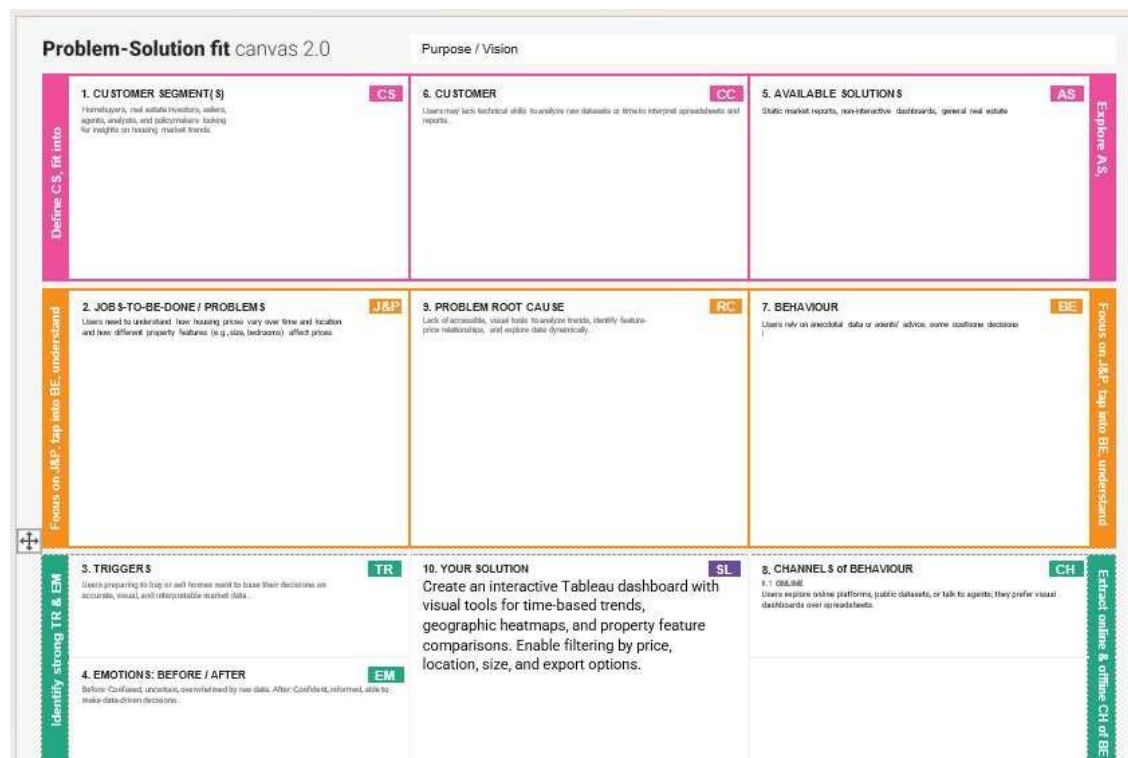 Problem-Solution fit canvas 2.0
Purpose / Vision
Define CS, fit into
1. CUSTOMER SEGMENT(S)
CS
Homebuyers, real estate investors, sellers,
agents, analysts, and policymakers looking
for insights on housing market trends.
6. CUSTOMER
CC
Users may lack technical skills to analyze raw datasets or time to interpret spreadsheets and
reports.
5. AVAILABLE SOLUTIONS
AS
Static market reports, non-interactive dashboards, general real estate
Explore AS,
Focus on J&P, tap into BE, understand
2. JOBS-TO-BE-DONE / PROBLEMS
J&P
Users need to understand how housing prices vary over time and location
and how different property features (e.g., size, bedrooms) affect prices.
9. PROBLEM ROOT CAUSE
RC
Lack of accessible, visual tools to analyze trends, identify feature-
price relationships, and explore data dynamically.
7. BEHAVIOUR
BE
Users rely on anecdotal data or agents' advice; some decisions
Focus on J&P, tap into BE, understand
Identify strong TR & EM
3. TRIGGERS
TR
Users preparing to buy or sell homes want to base their decisions on
accurate, visual, and interpretable market data.
4. EMOTIONS: BEFORE / AFTER
EM
Before: Confused, uncertain, overwhelmed by raw data. After: Confident, informed, able to
make data-driven decisions.
10. YOUR SOLUTION
SL
Create an interactive Tableau dashboard with
visual tools for time-based trends,
geographic heatmaps, and property feature
comparisons. Enable filtering by price,
location, size, and export options.
8. CHANNELS of BEHAVIOUR
CH
8.1 ONLINE
Users explore online platforms, public datasets, or talk to agents; they prefer visual
dashboards over spreadsheets.
Extract online & offline CH of BE